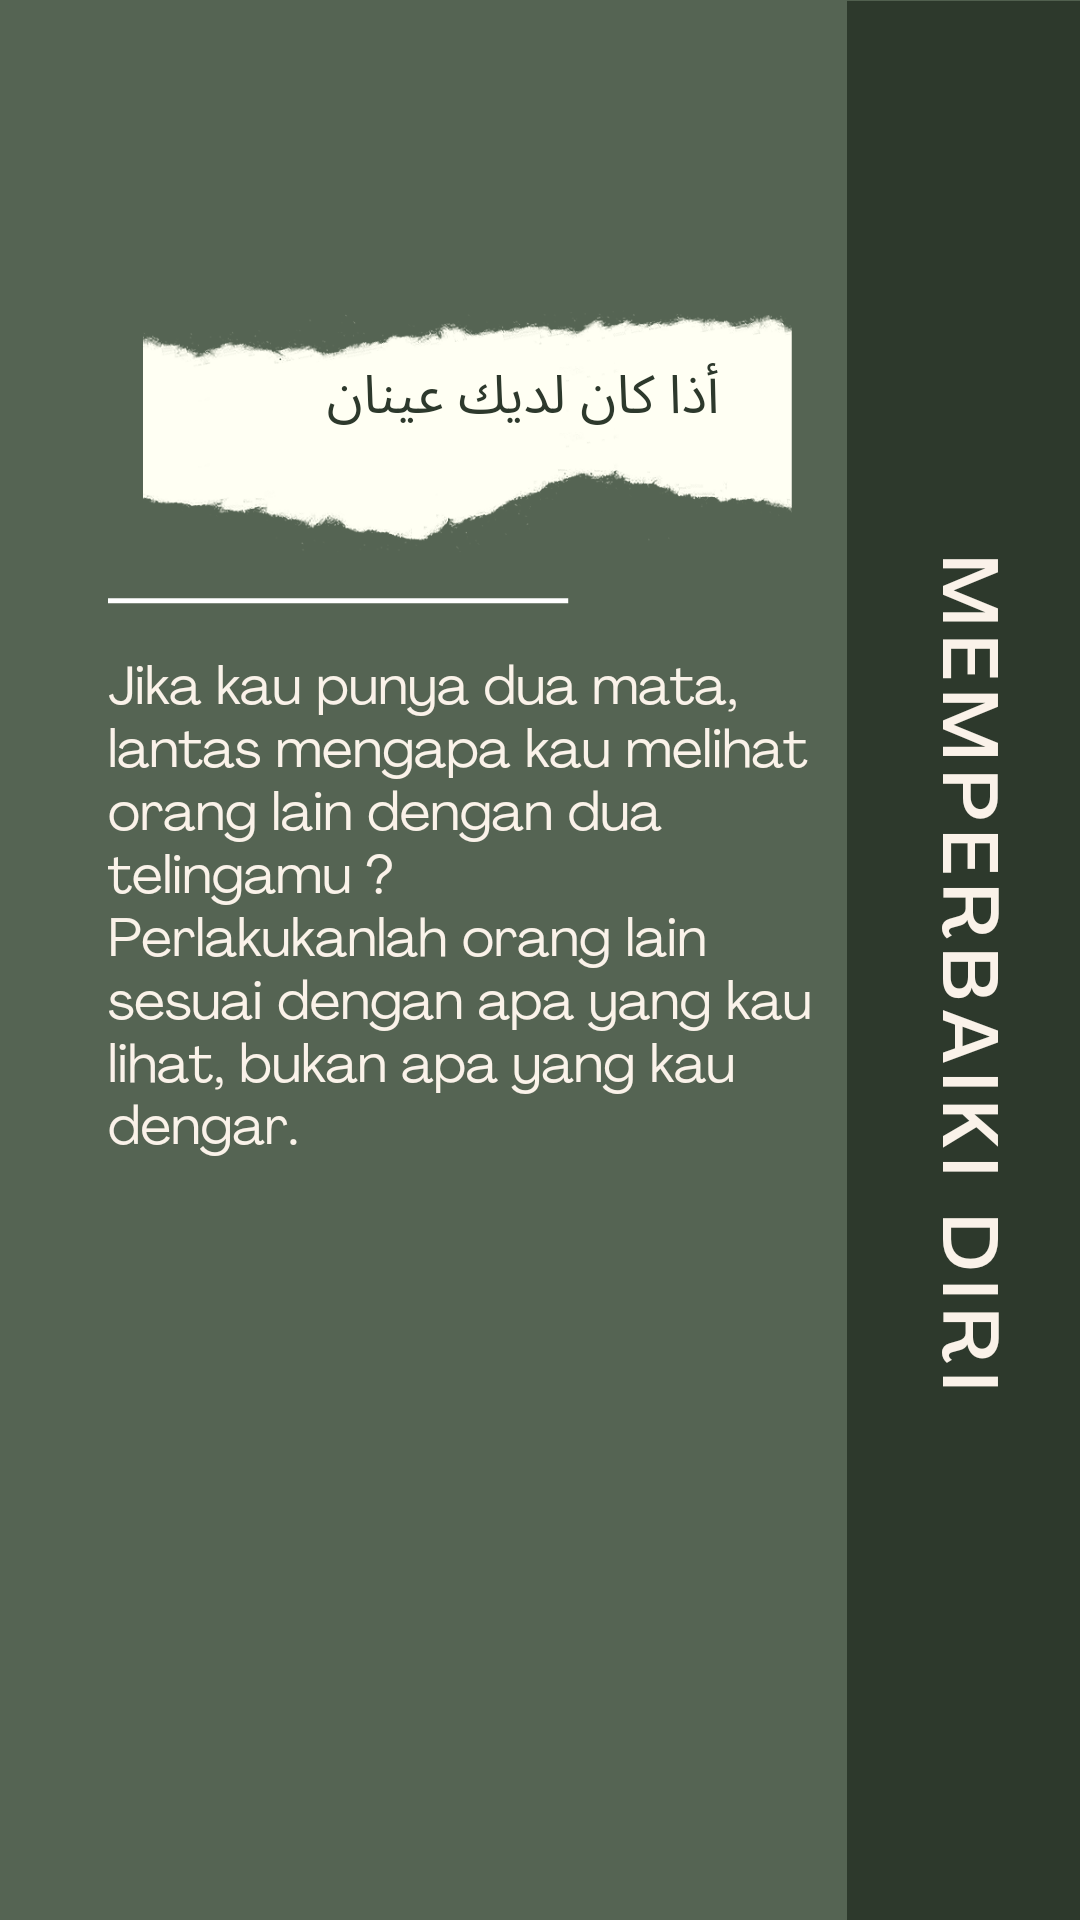 أذا كان لديك عينان
Jika kau punya dua mata,
lantas mengapa kau melihat
orang lain dengan dua
telingamu ?
Perlakukanlah orang lain
sesuai dengan apa yang kau
lihat, bukan apa yang kau
dengar.
MEMPERBAIKI DIRI